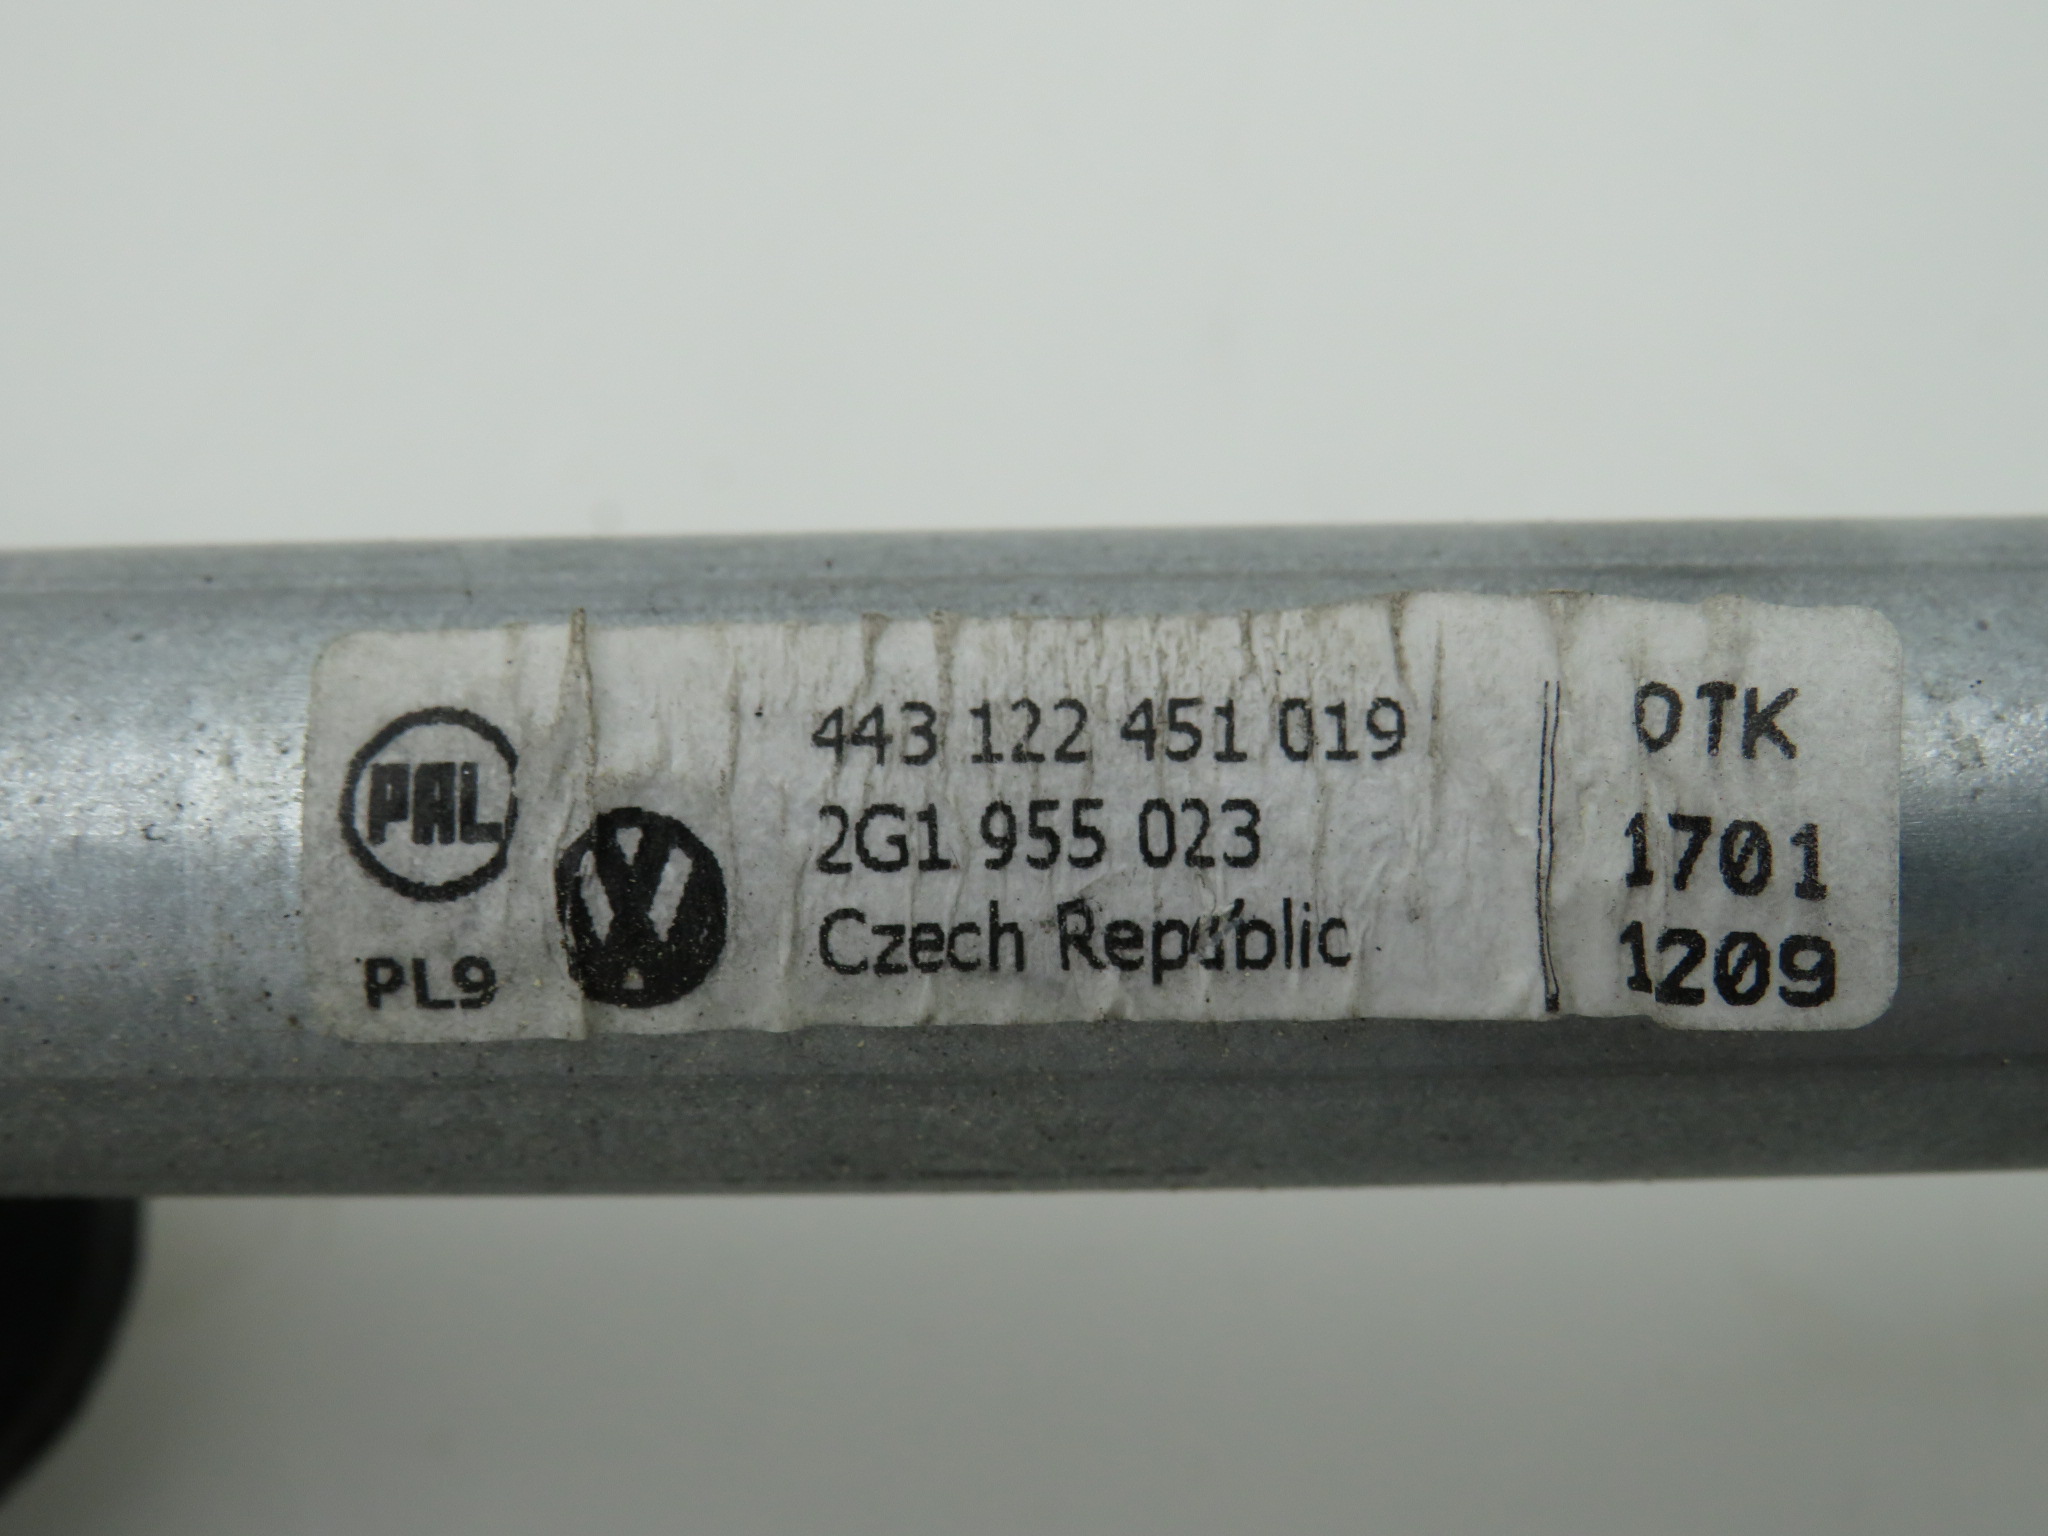 PAL
PL9
443 122 451 019
2G1 955 023
Czech Republic
OTK
1701
1209